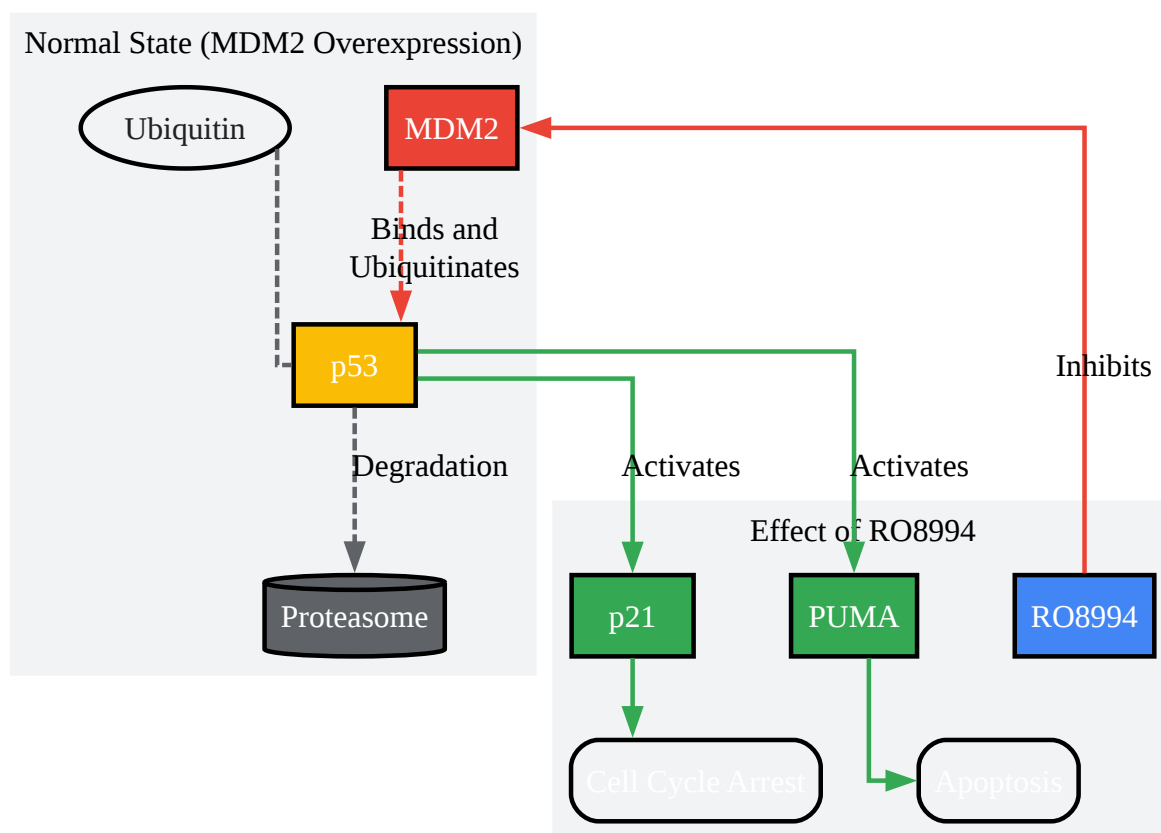 Normal State (MDM2 Overexpression)
Ubiquitin
MDM2
Binds and
Ubiquitinates
p53
Inhibits
Degradation
Activates
Activates
Effect of RO8994
Proteasome
p21
PUMA
RO8994
Cell Cycle Arrest
Apoptosis